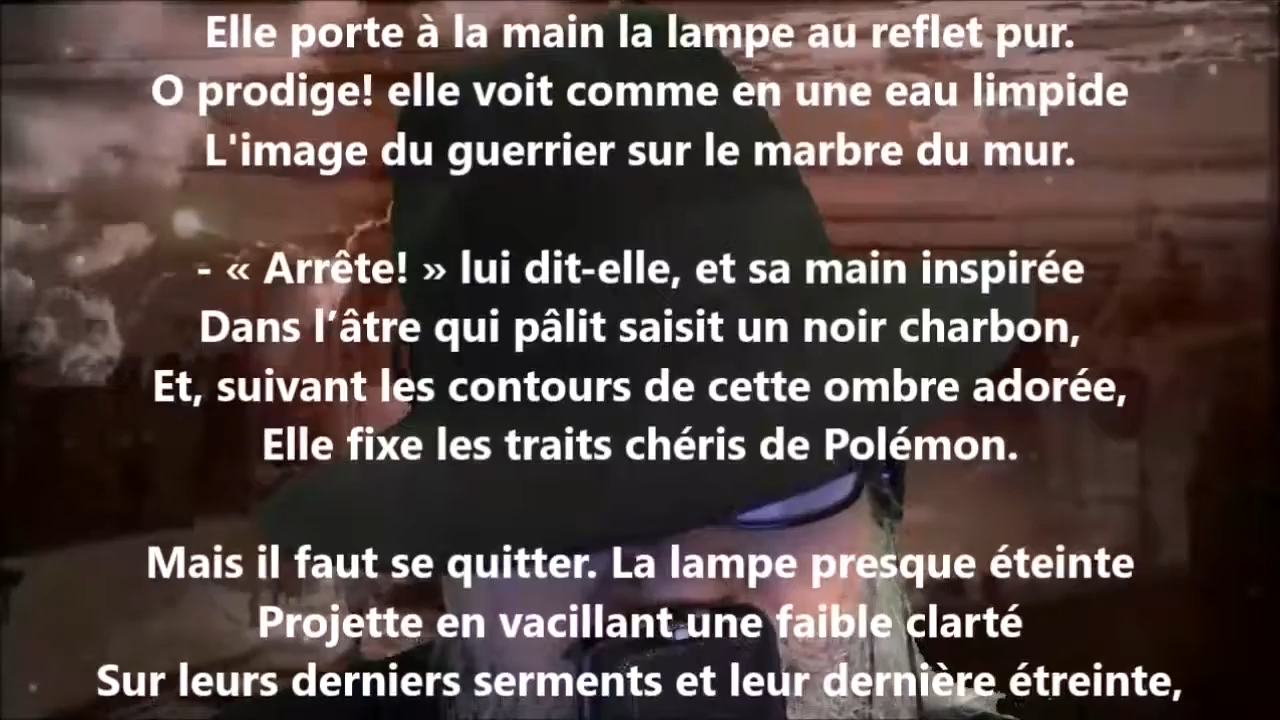 Elle porte à la main la lampe au reflet pur.
O prodige! elle voit comme en une eau limpide
L'image du guerrier sur le marbre du mur.
- « Arrête! » lui dit-elle, et sa main inspirée
Dans l’âtre qui pâlit saisit un noir charbon,
Et, suivant les contours de cette ombre adorée,
Elle fixe les traits chéris de Polémon.
Mais il faut se quitter. La lampe presque éteinte
Projette en vacillant une faible clarté
Sur leurs derniers serments et leur dernière étreinte,